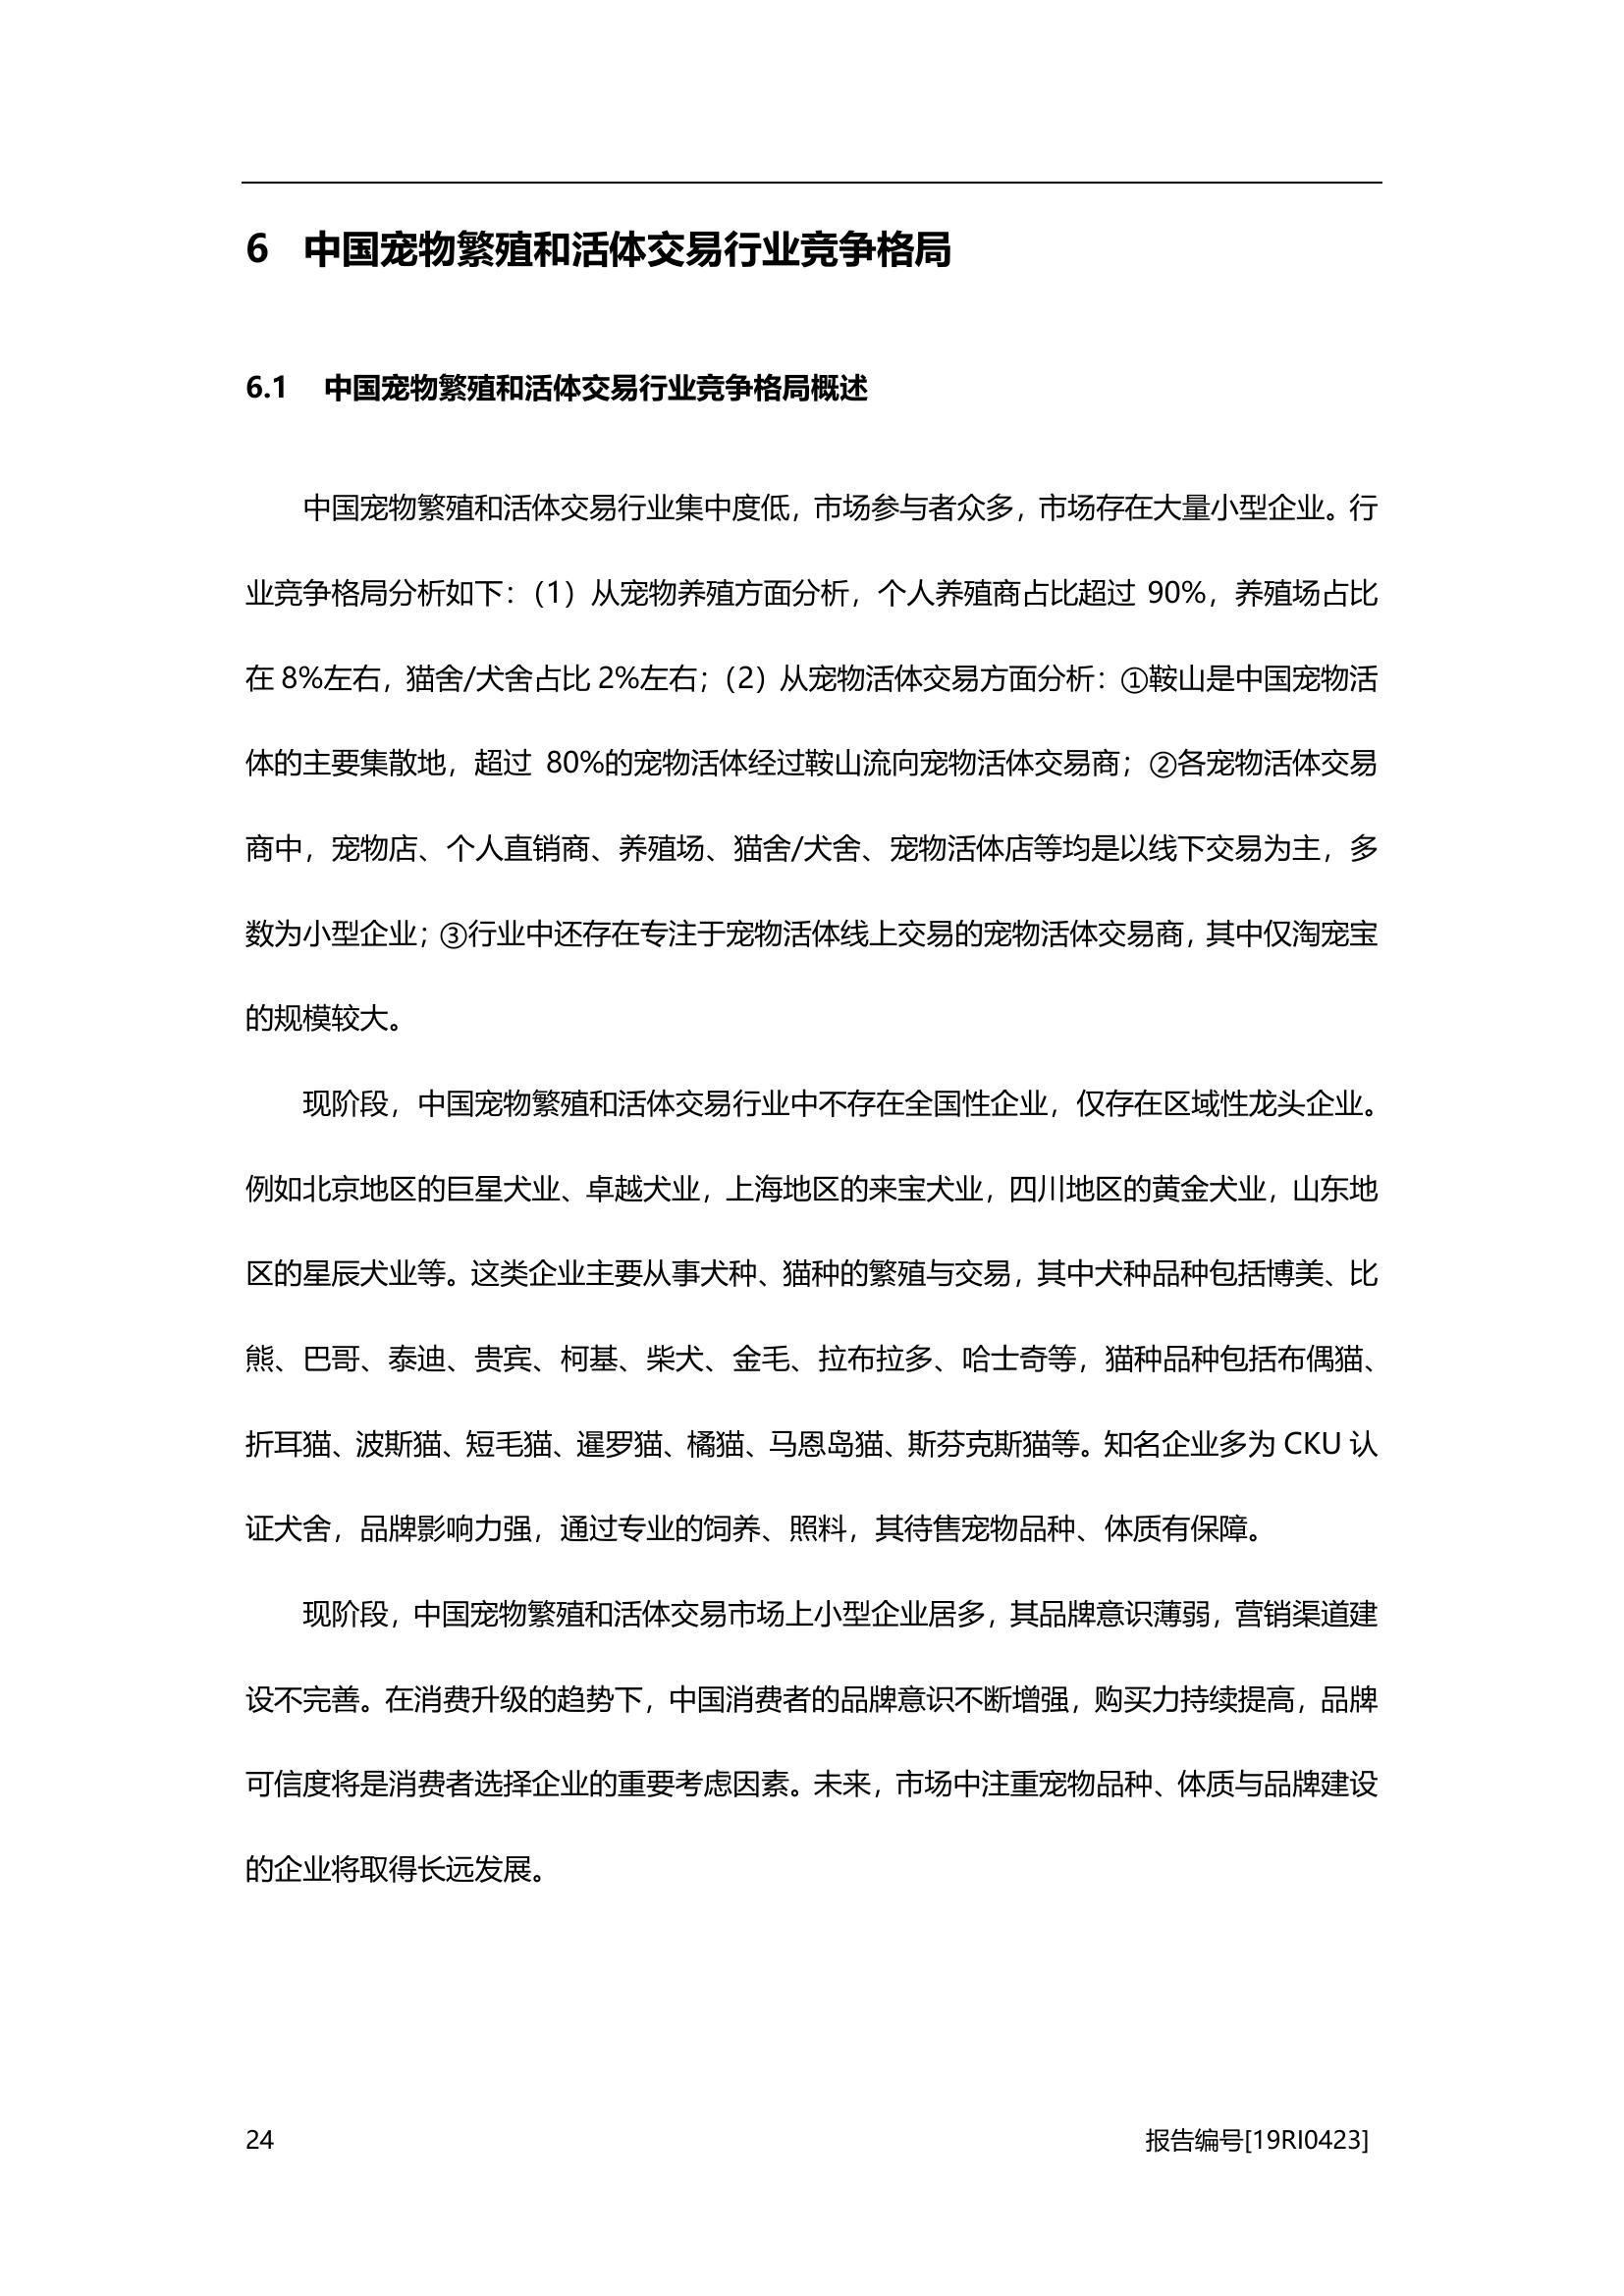 6 中国宠物繁殖和活体交易行业竞争格局
6.1 中国宠物繁殖和活体交易行业竞争格局概述
中国宠物繁殖和活体交易行业集中度低，市场参与者众多，市场存在大量小型企业。行
业竞争格局分析如下：（1）从宠物养殖方面分析，个人养殖商占比超过 90%，养殖场占比
在 8%左右，猫舍/犬舍占比 2%左右；（2）从宠物活体交易方面分析：①鞍山是中国宠物活
体的主要集散地，超过 80%的宠物活体经过鞍山流向宠物活体交易商；②各宠物活体交易
商中，宠物店、个人直销商、养殖场、猫舍/犬舍、宠物活体店等均是以线下交易为主，多
数为小型企业；③行业中还存在专注于宠物活体线上交易的宠物活体交易商，其中仅淘宠宝
的规模较大。
现阶段，中国宠物繁殖和活体交易行业中不存在全国性企业，仅存在区域性龙头企业。
例如北京地区的巨星犬业、卓越犬业，上海地区的来宝犬业，四川地区的黄金犬业，山东地
区的星辰犬业等。这类企业主要从事犬种、猫种的繁殖与交易，其中犬种品种包括博美、比
熊、巴哥、泰迪、贵宾、柯基、柴犬、金毛、拉布拉多、哈士奇等，猫种品种包括布偶猫、
折耳猫、波斯猫、短毛猫、暹罗猫、橘猫、马恩岛猫、斯芬克斯猫等。知名企业多为 CKU 认
证犬舍，品牌影响力强，通过专业的饲养、照料，其待售宠物品种、体质有保障。
现阶段，中国宠物繁殖和活体交易市场上小型企业居多，其品牌意识薄弱，营销渠道建
设不完善。在消费升级的趋势下，中国消费者的品牌意识不断增强，购买力持续提高，品牌
可信度将是消费者选择企业的重要考虑因素。未来，市场中注重宠物品种、体质与品牌建设
的企业将取得长远发展。
24 报告编号[19RI0423]